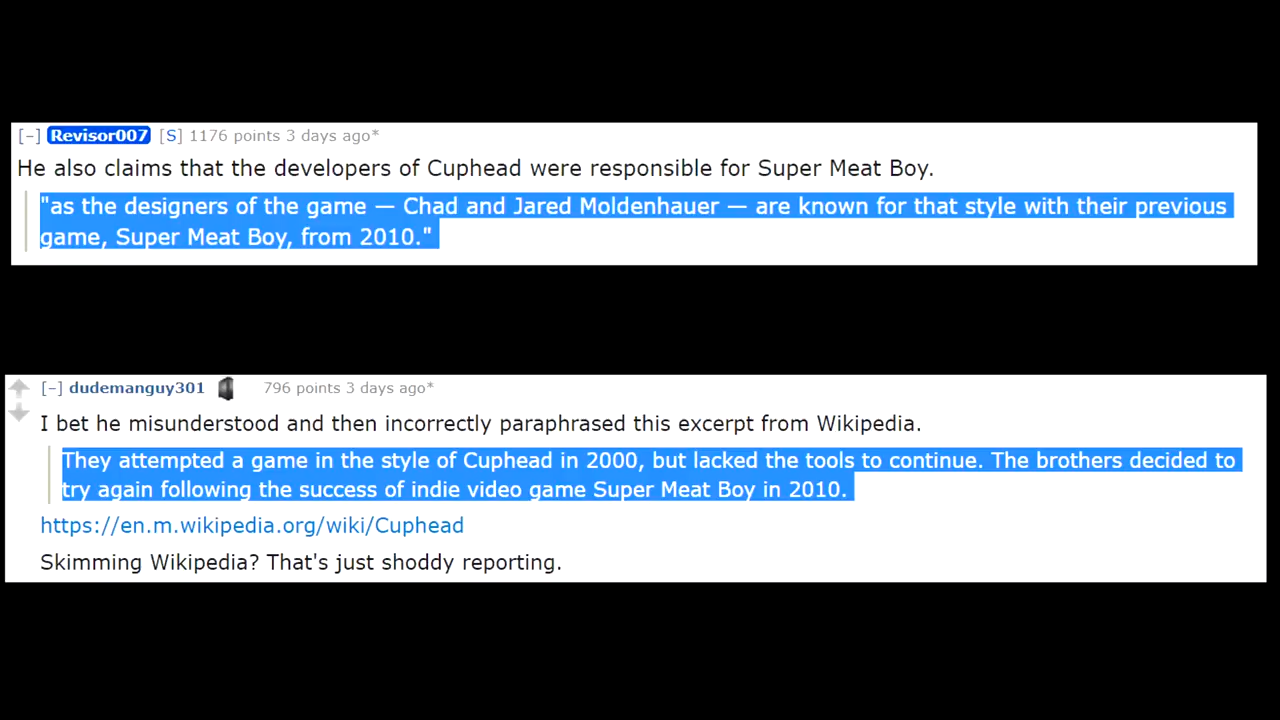 [–] Revisor007 [S] 1176 points 3 days ago*
He also claims that the developers of Cuphead were responsible for Super Meat Boy.
"as the designers of the game — Chad and Jared Moldenhauer — are known for that style with their previous
game, Super Meat Boy, from 2010."
[–] dudemanguy301 796 points 3 days ago*
I bet he misunderstood and then incorrectly paraphrased this excerpt from Wikipedia.
They attempted a game in the style of Cuphead in 2000, but lacked the tools to continue. The brothers decided to
try again following the success of indie video game Super Meat Boy in 2010.
https://en.m.wikipedia.org/wiki/Cuphead
Skimming Wikipedia? That's just shoddy reporting.